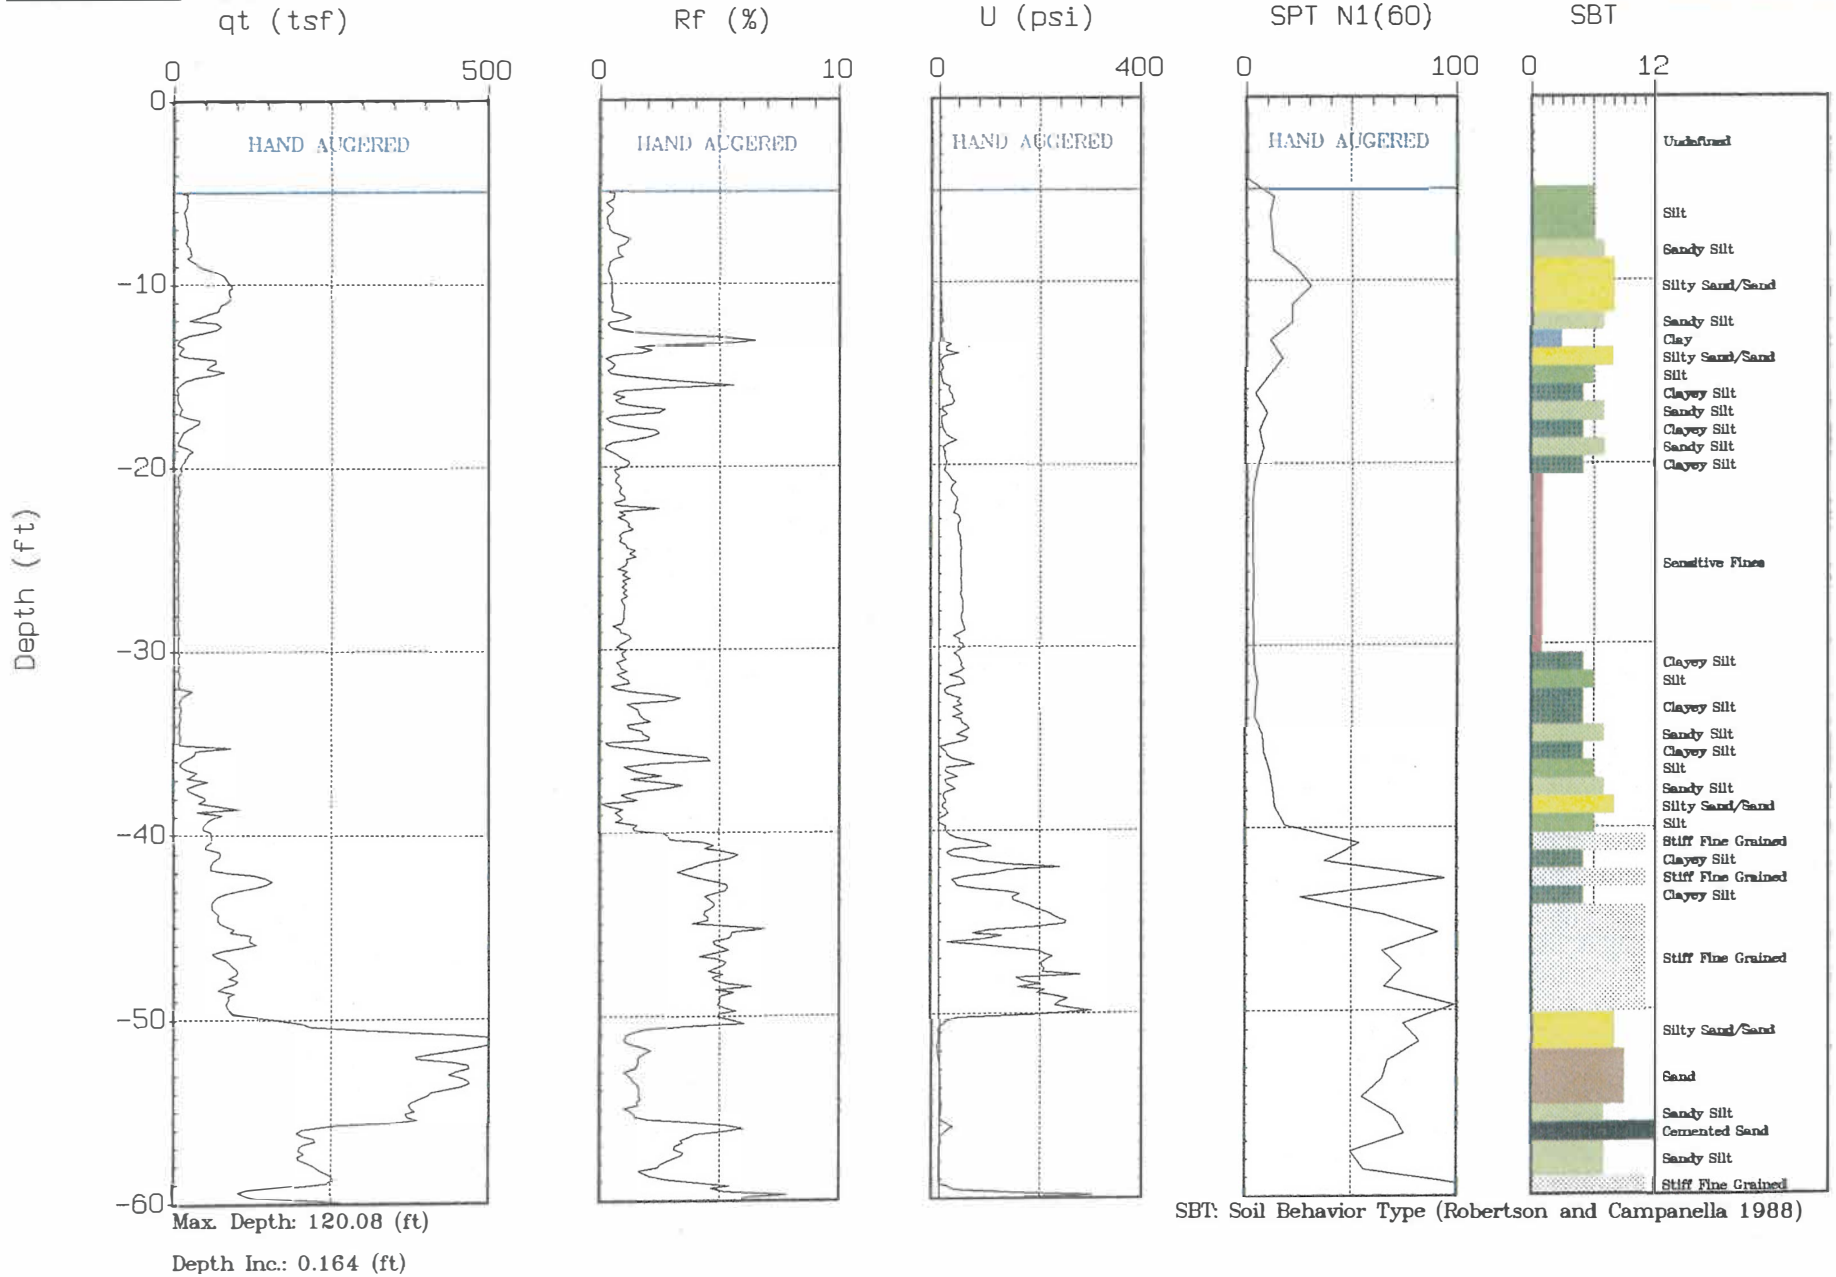 qt (tsf) Rf (%) U (psi) SPT N1(60) SBT
0 500 0 10 0 400 0 100 0 12
0
HAND AUGERED HAND AUGERED HAND AUGERED HAND AUGERED
Undefined
Silt
Sandy Silt
-10
Silty Sand/Sand
Sandy Silt
Clay
Silty Sand/Sand
Silt
Clayey Silt
Sandy Silt
Clayey Silt
Sandy Silt
-20
Clayey Silt
Depth (ft)
Sensitive Fines
-30
Clayey Silt
Silt
Clayey Silt
Sandy Silt
Clayey Silt
Silt
Sandy Silt
Silty Sand/Sand
-40
Silt
Stiff Fine Grained
Clayey Silt
Stiff Fine Grained
Clayey Silt
Stiff Fine Grained
-50
Silty Sand/Sand
Sand
Sandy Silt
Cemented Sand
Sandy Silt
Stiff Fine Grained
-60
Max. Depth: 120.08 (ft)
SBT: Soil Behavior Type (Robertson and Campanella 1988)
Depth Inc.: 0.164 (ft)